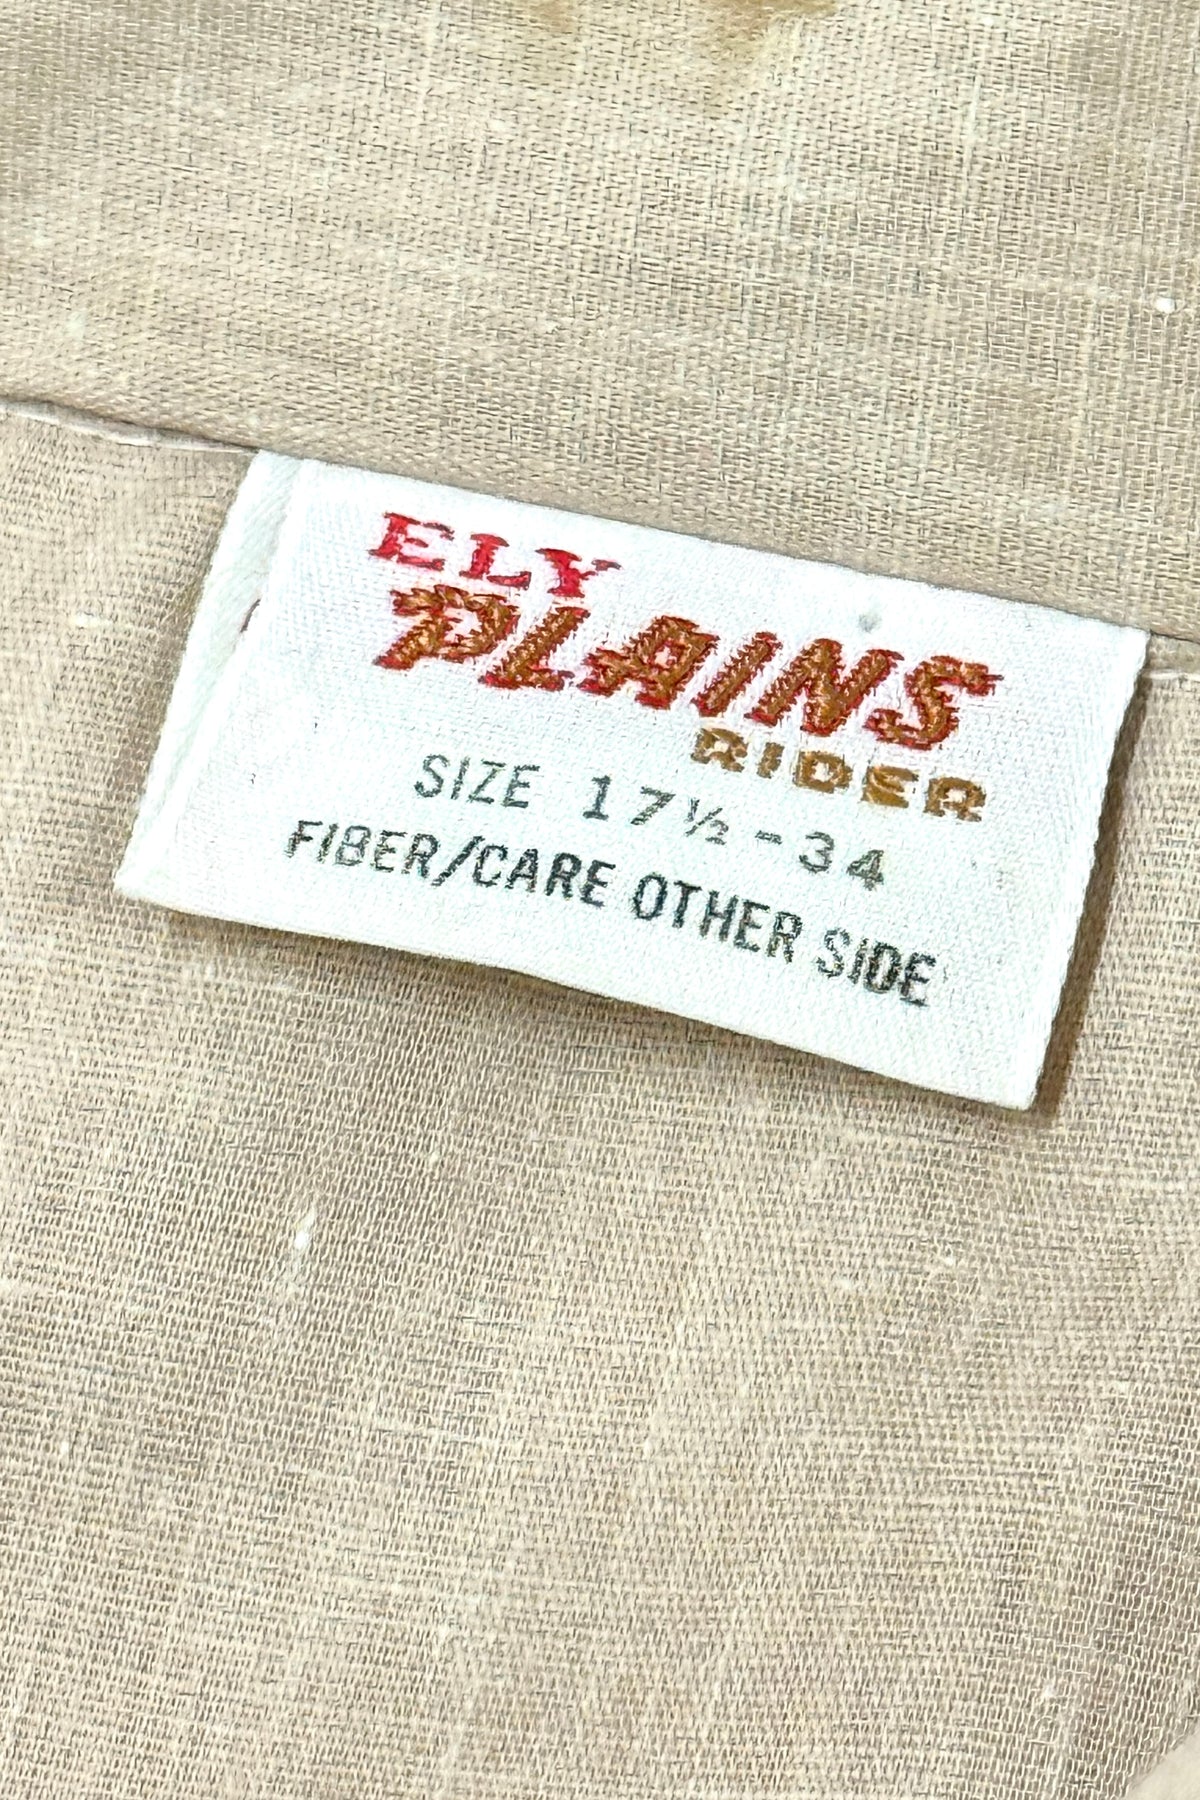 ELY
PLAINS
RIDER
SIZE 17½-34
FIBER/CARE OTHER SIDE